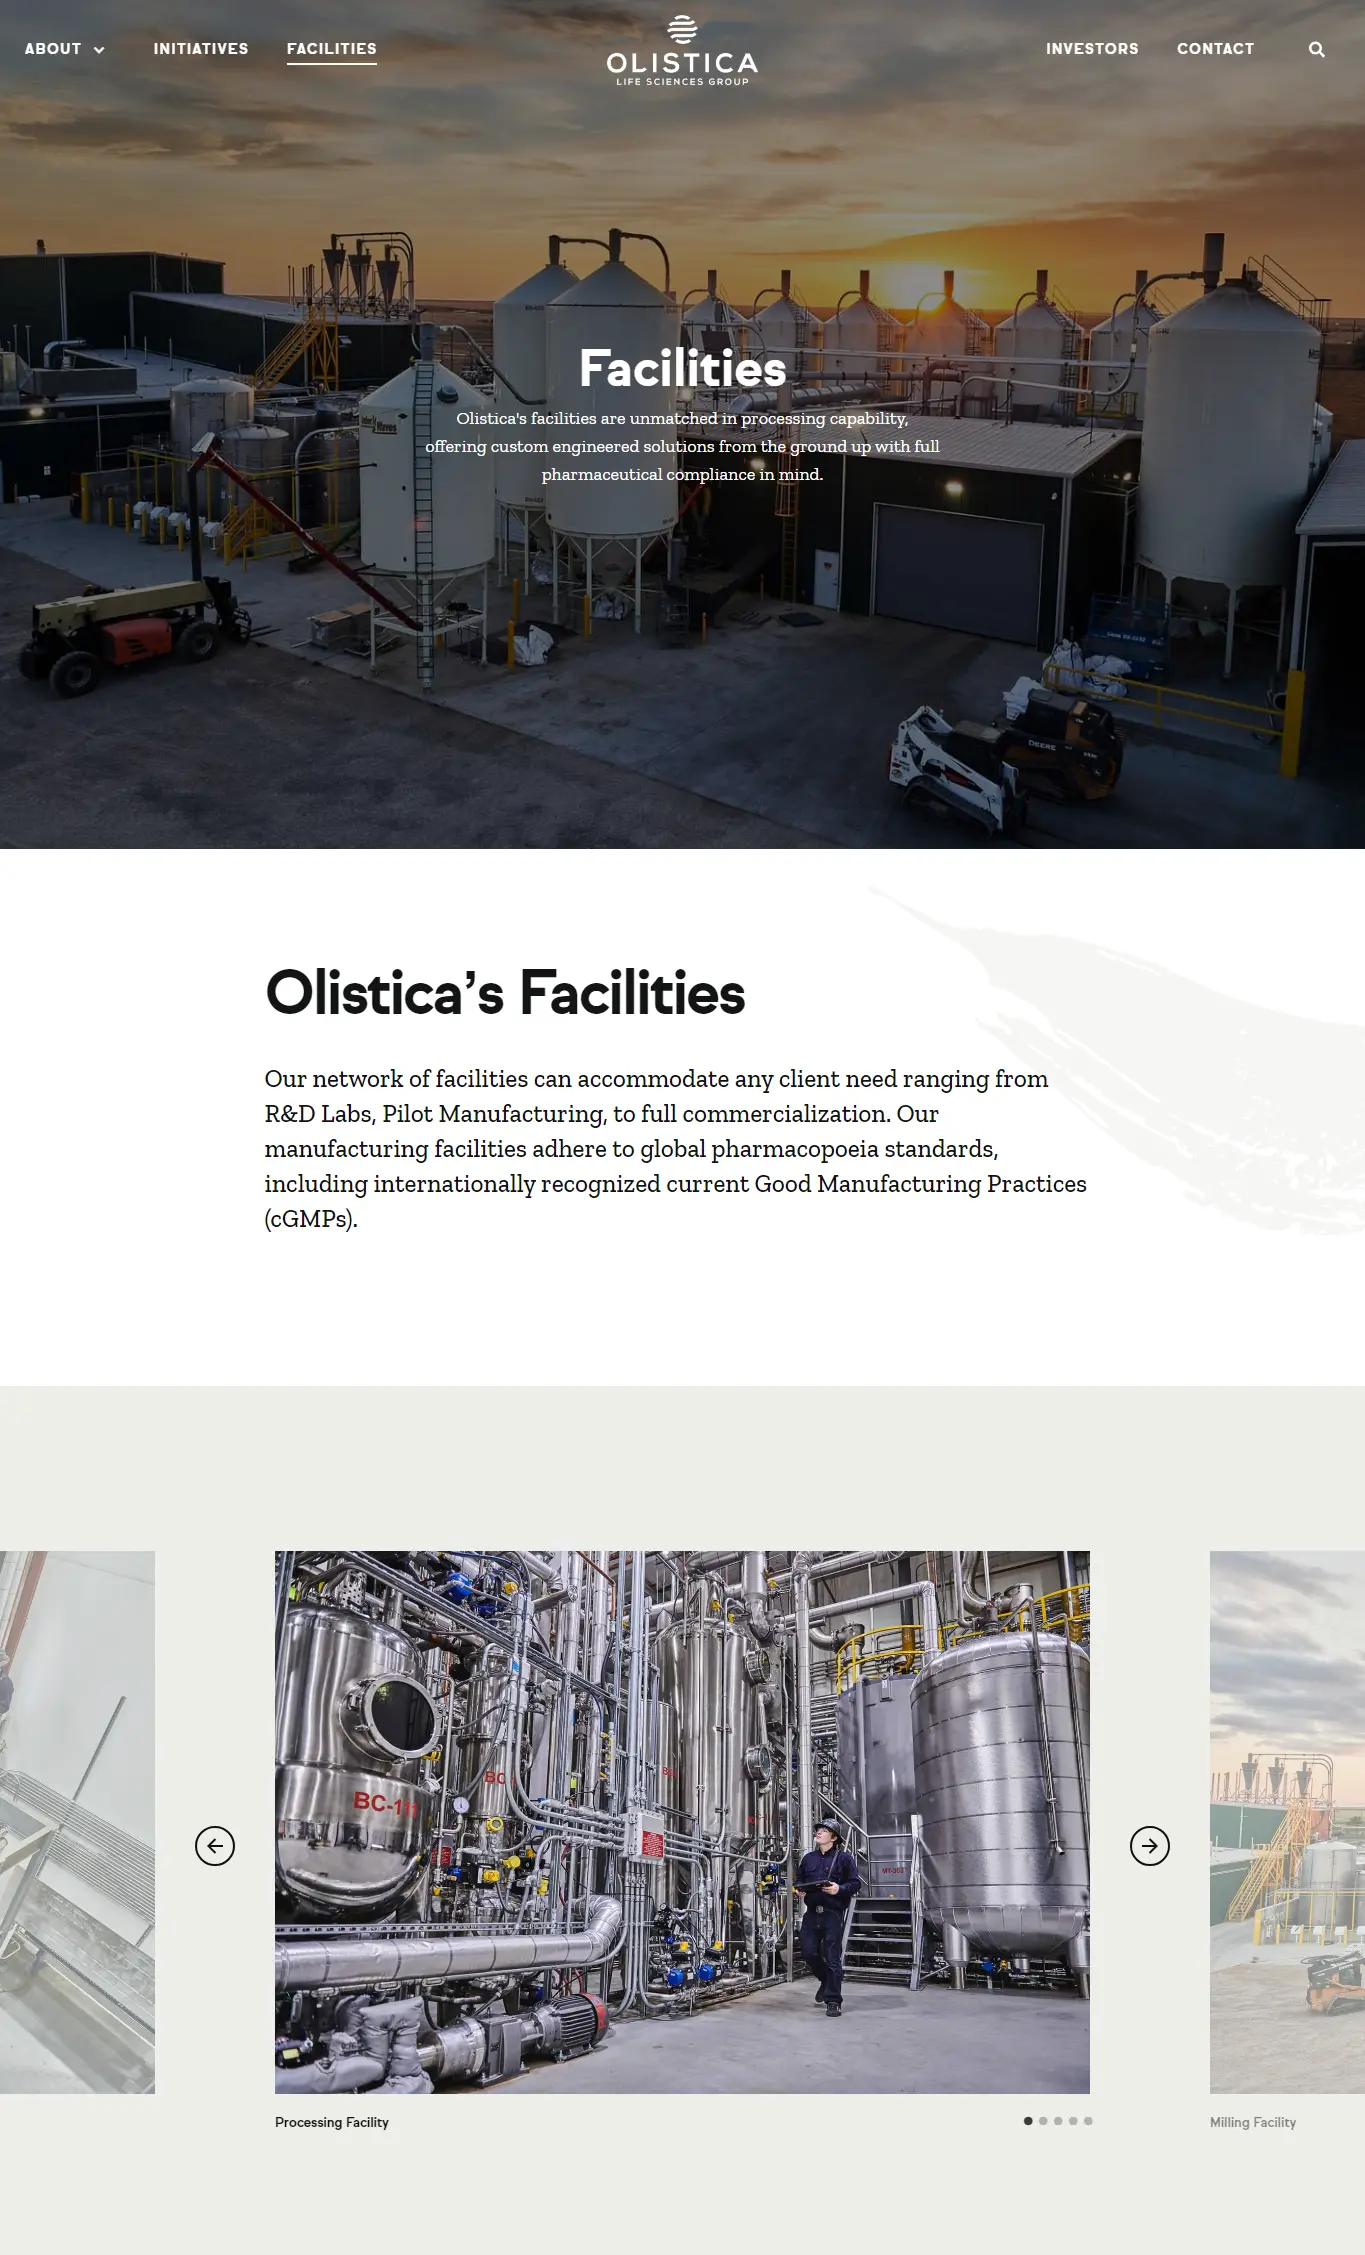 ABOUT
INITIATIVES
FACILITIES
OLISTICA
LIFE SCIENCES GROUP
INVESTORS
CONTACT
Facilities
Olistica's facilities are unmatched in processing capability,
offering custom engineered solutions from the ground up with full
pharmaceutical compliance in mind.
DEERE
Olistica’s Facilities
Our network of facilities can accommodate any client need ranging from
R&D Labs, Pilot Manufacturing, to full commercialization. Our
manufacturing facilities adhere to global pharmacopoeia standards,
including internationally recognized current Good Manufacturing Practices
(cGMPs).
BC-111
BC
Processing Facility
Milling Facility